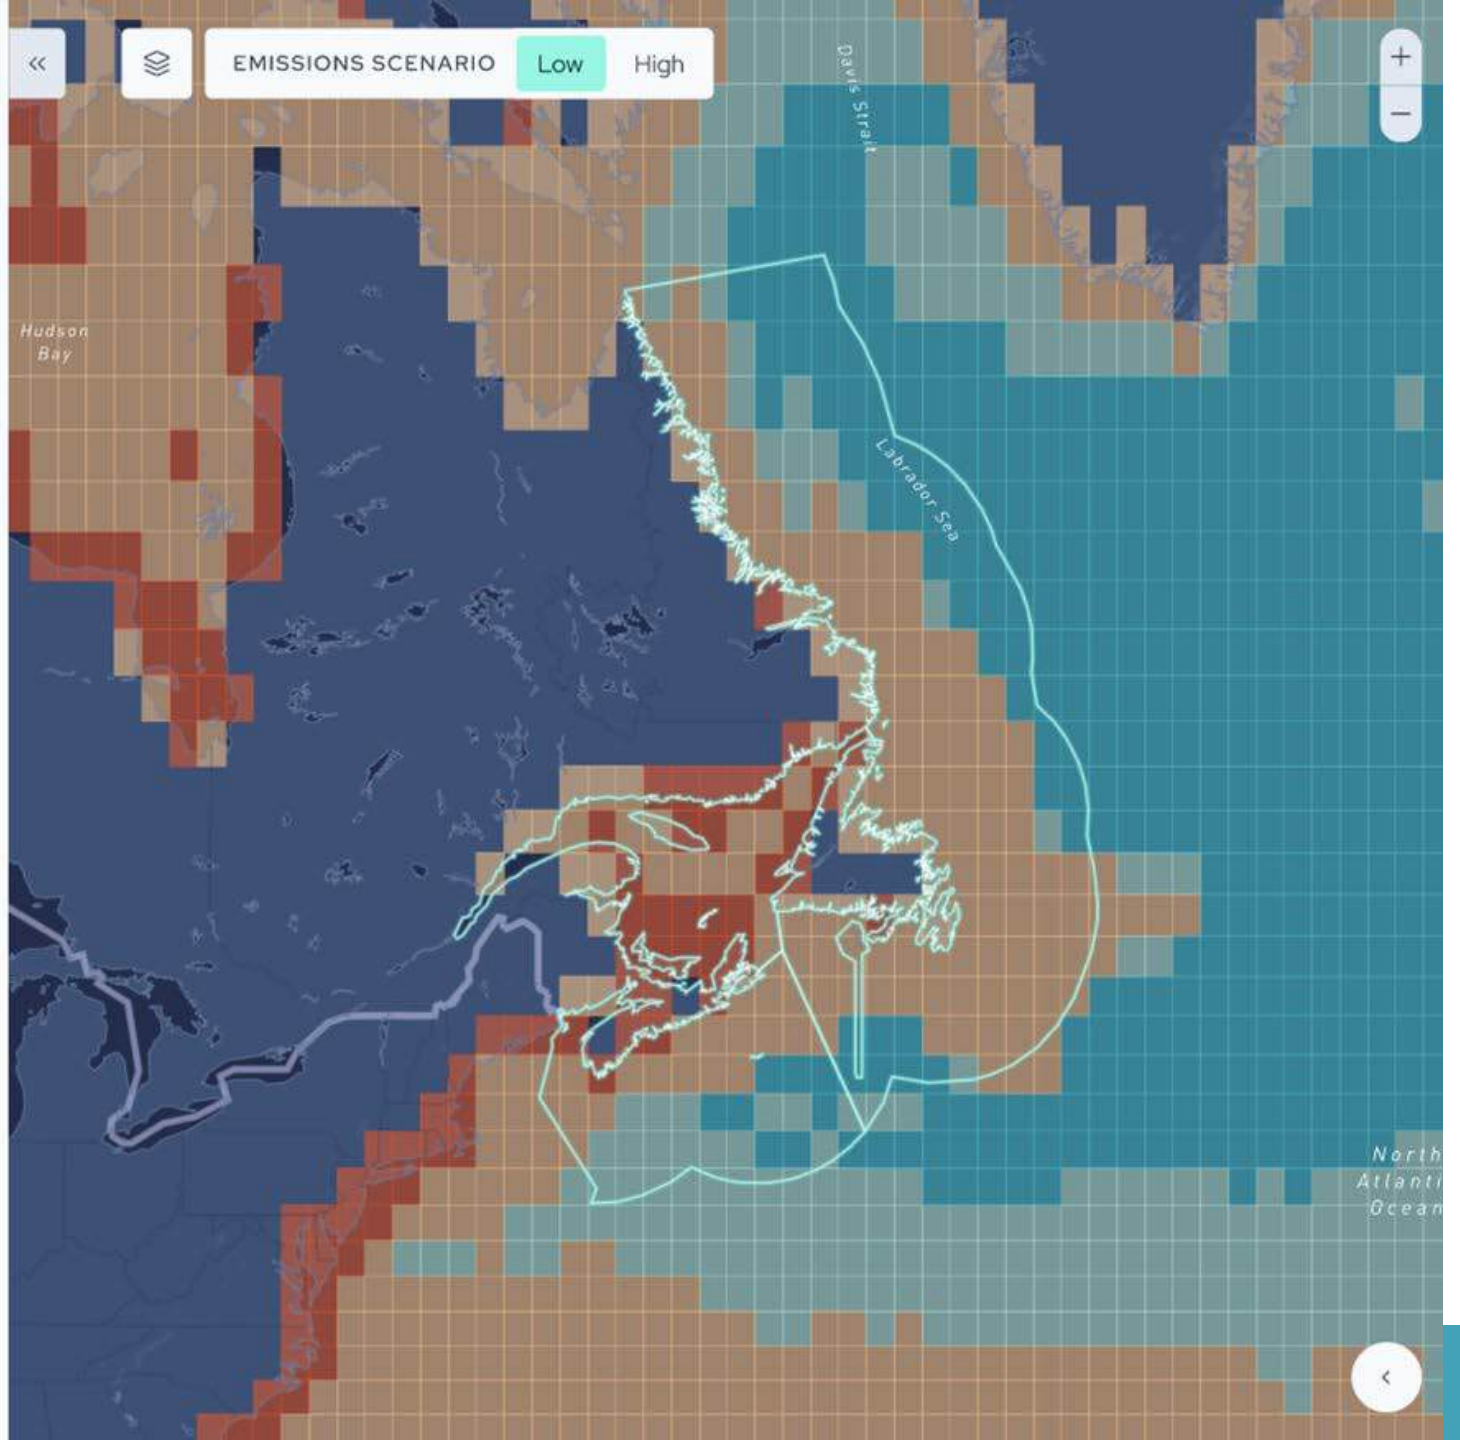 «
EMISSIONS SCENARIO Low High
+
−
Davis Strait
Hudson
Bay
Labrador Sea
North
Atlanti
Ocean
‹